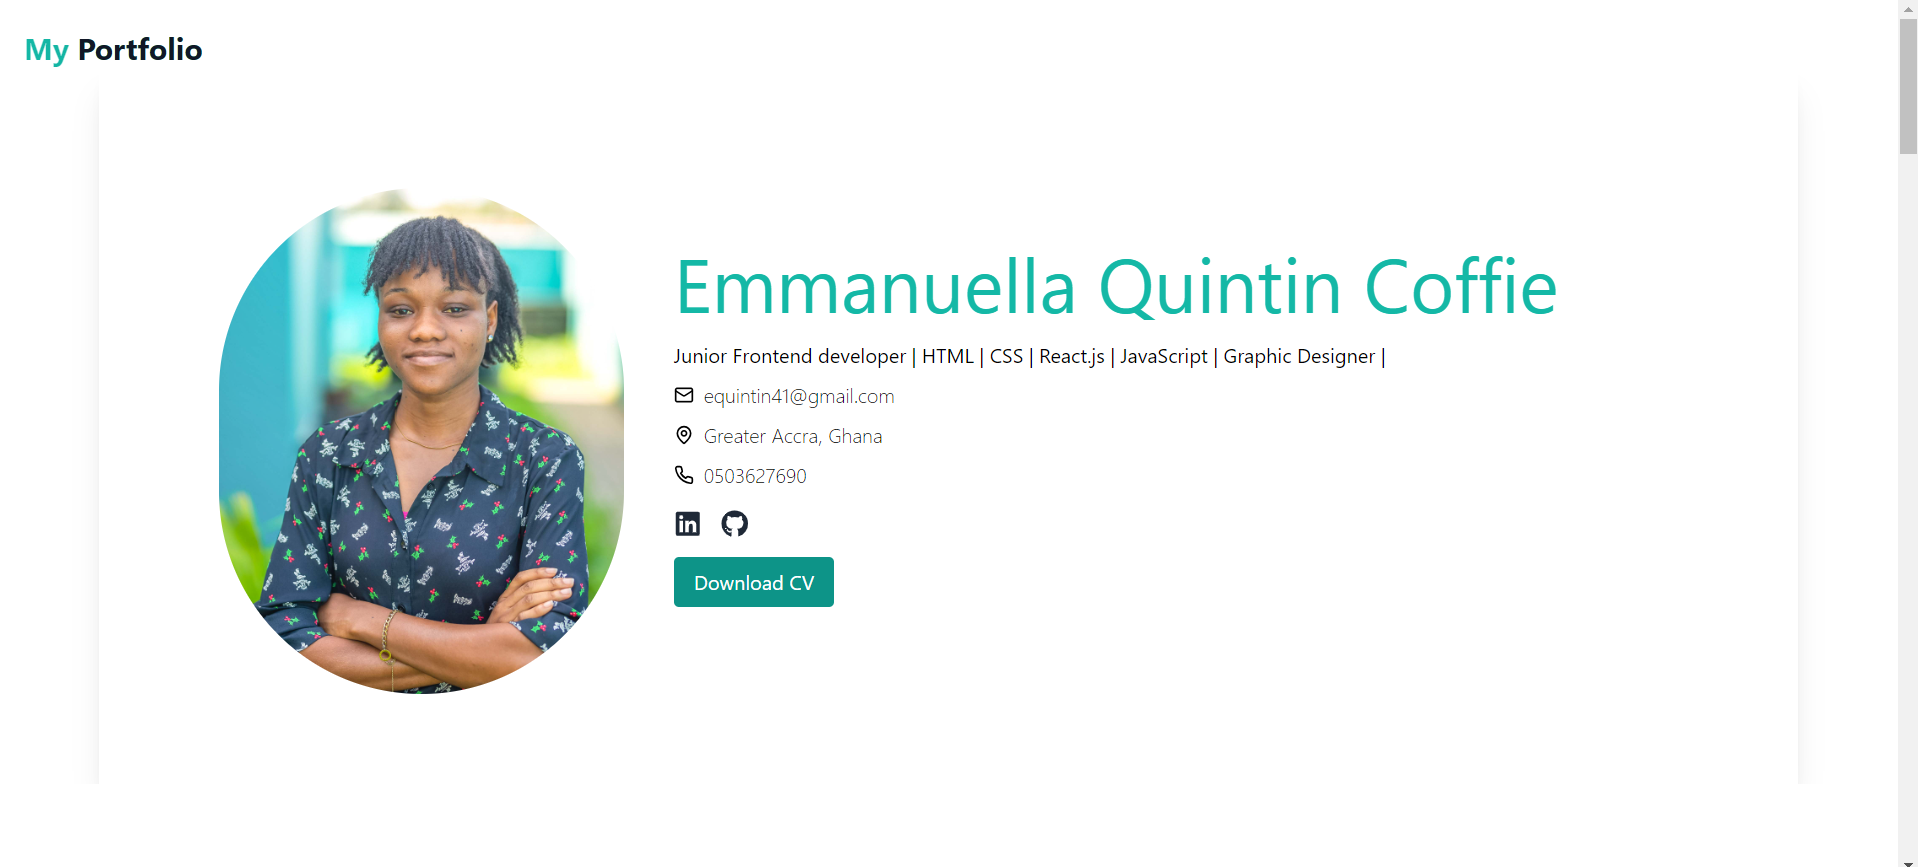 My Portfolio
Emmanuella Quintin Coffie
Junior Frontend developer | HTML | CSS | React.js | JavaScript | Graphic Designer |
equintin41@gmail.com
Greater Accra, Ghana
0503627690
in
Download CV